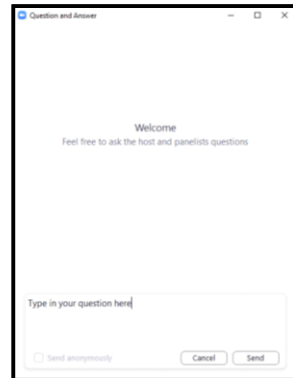 Question and Answer
Welcome
Feel free to ask the host and panelists questions
Type in your question here
Send anonymously
Cancel
Send